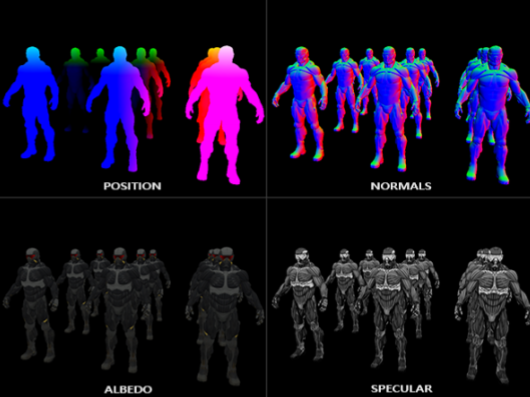 POSITION
NORMALS
ALBEDO
SPECULAR